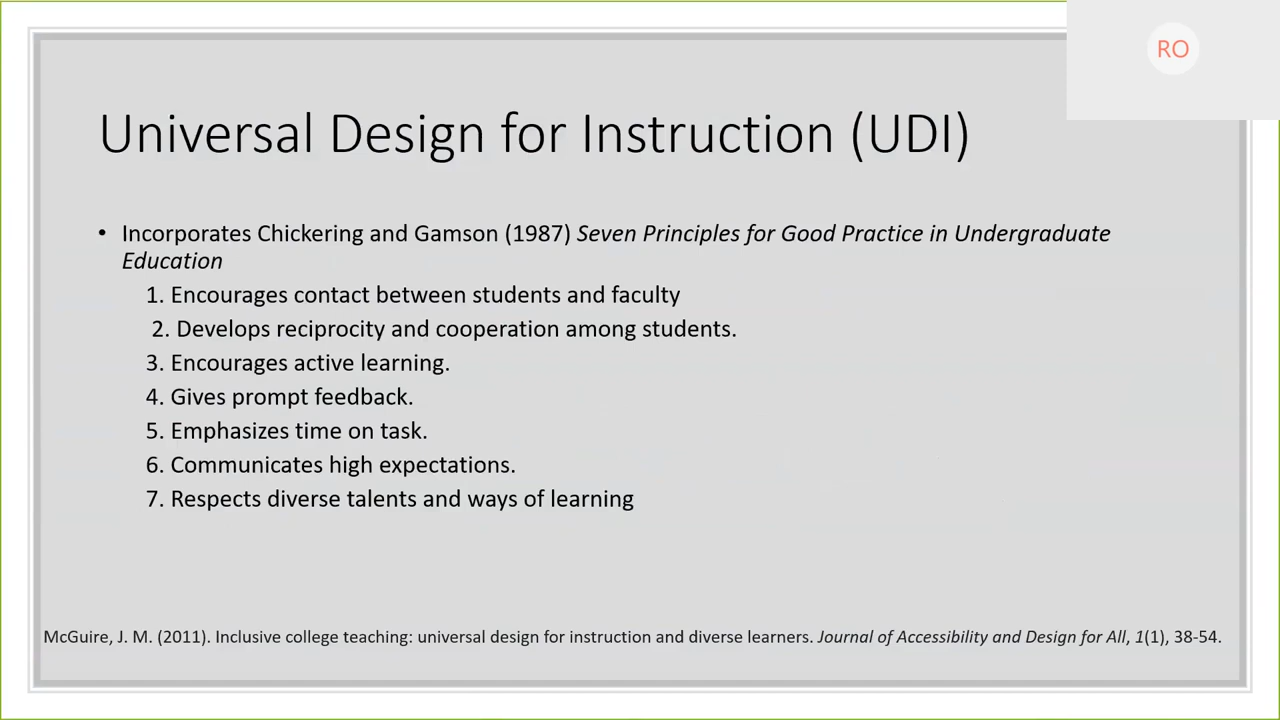 RO
Universal Design for Instruction (UDI)
• Incorporates Chickering and Gamson (1987) Seven Principles for Good Practice in Undergraduate
Education
1. Encourages contact between students and faculty
2. Develops reciprocity and cooperation among students.
3. Encourages active learning.
4. Gives prompt feedback.
5. Emphasizes time on task.
6. Communicates high expectations.
7. Respects diverse talents and ways of learning
McGuire, J. M. (2011). Inclusive college teaching: universal design for instruction and diverse learners. Journal of Accessibility and Design for All, 1(1), 38-54.